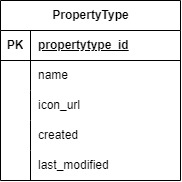 PropertyType
PK propertytype_id
name
icon_url
created
last_modified